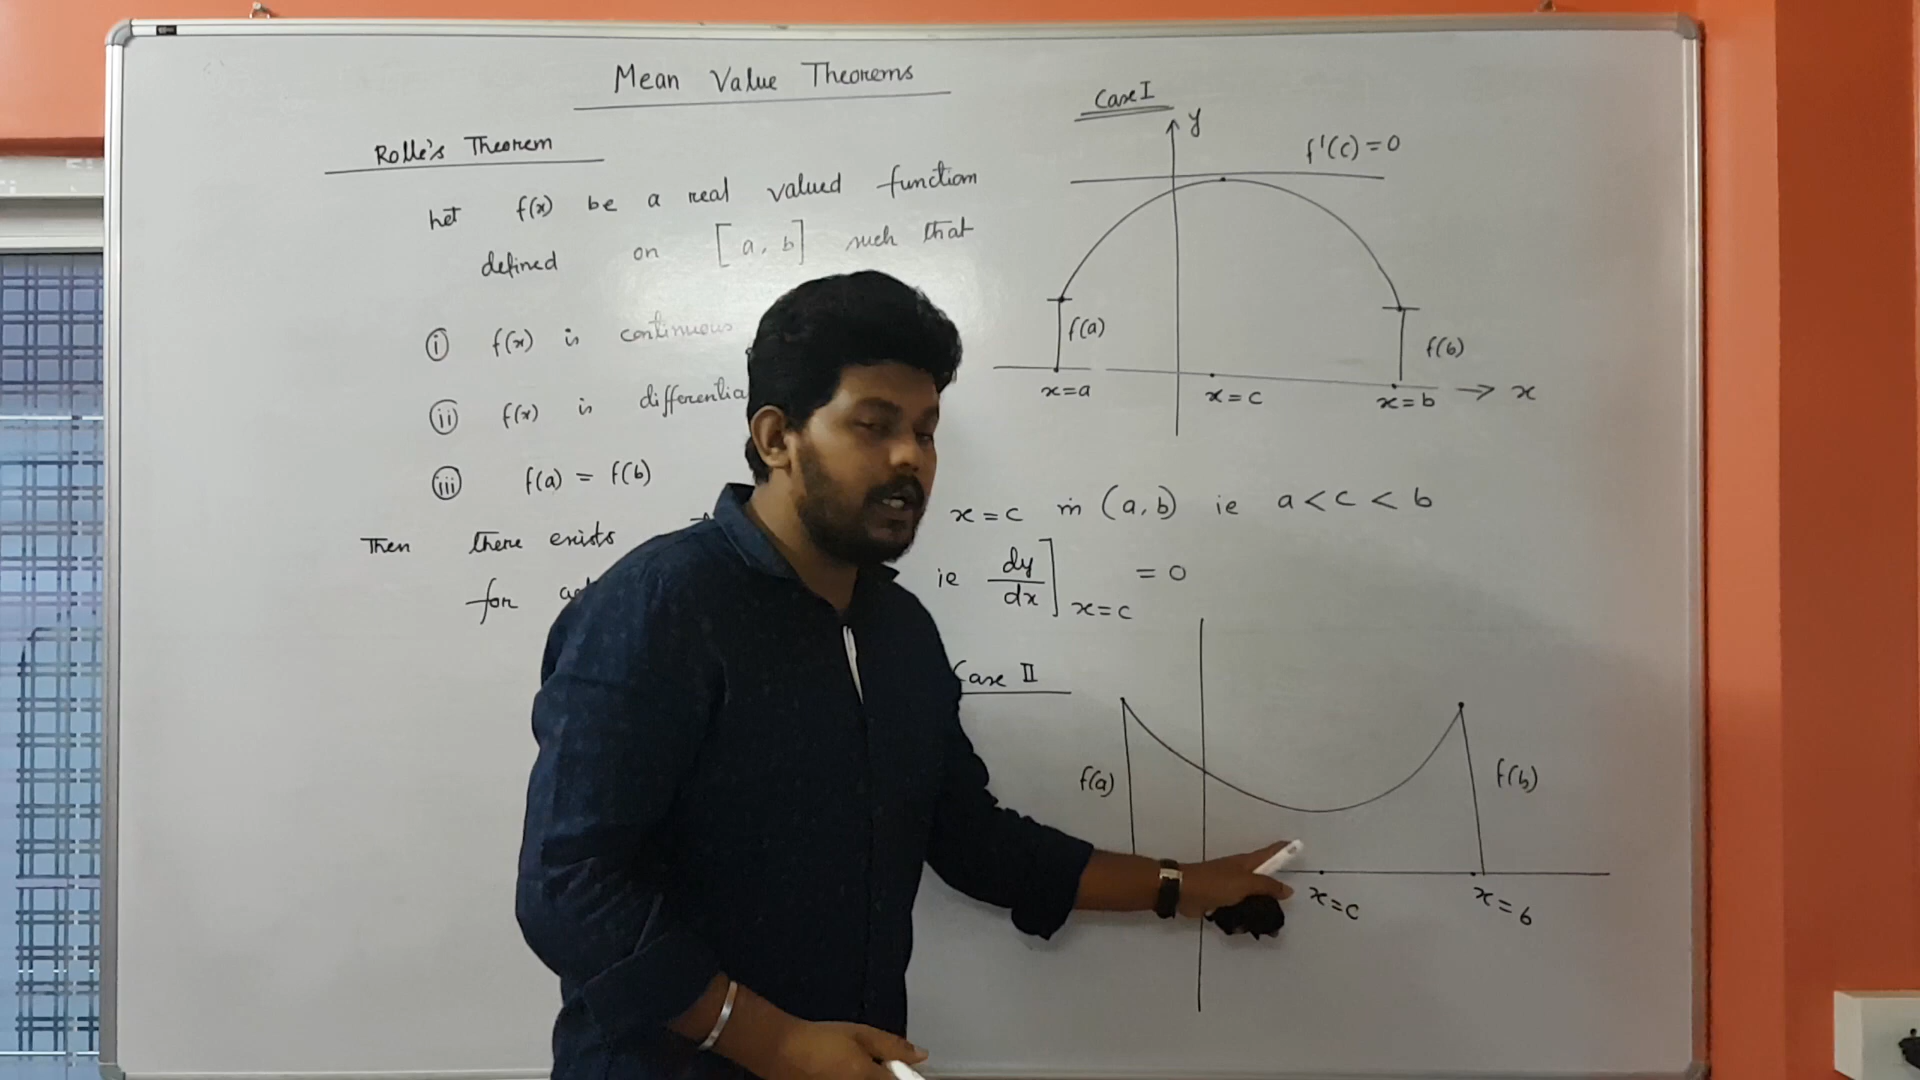 Mean Value Theorems
Rolle's Theorem
Let f(x) be a real valued function
defined on [a, b] such that
(i) f(x) is continuous
(ii) f(x) is differentia
(iii) f(a) = f(b)
Then there exists
for
x=c in (a, b) ie a < c < b
ie dy/dx]x=c = 0
Case I
y
f'(c) = 0
f(a)
f(b)
x=a
x=c
x=b
x
Case II
f(a)
f(b)
x=c
x=b